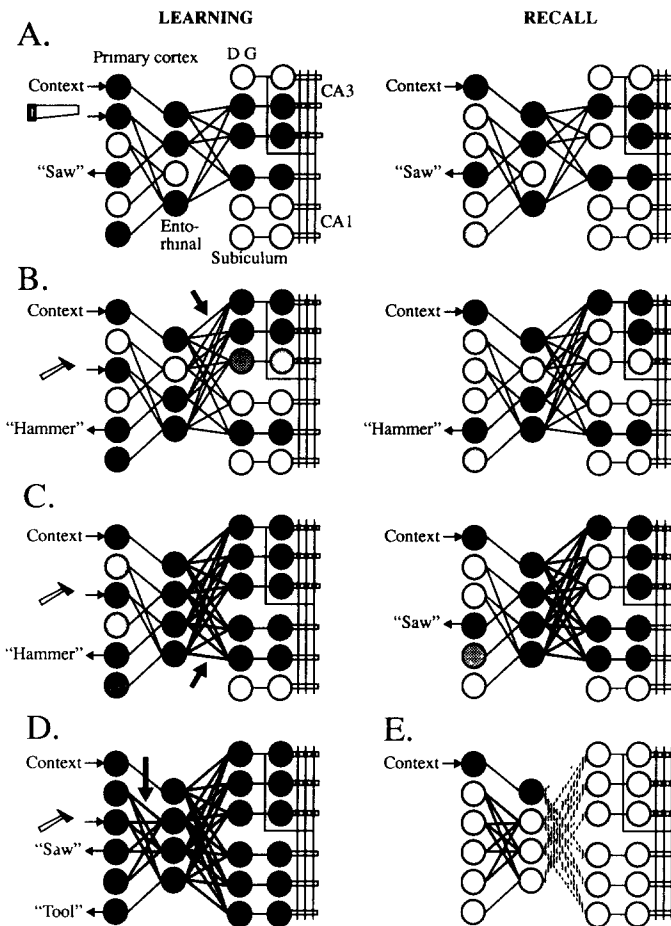 LEARNING RECALL
A.
Primary cortex D G
Context CA3 Context
"Saw" "Saw"
Ento-
rhinal CA1
Subiculum
B.
Context Context
"Hammer" "Hammer"
C.
Context Context
"Saw"
"Hammer"
D. E.
Context Context
"Saw"
"Tool"